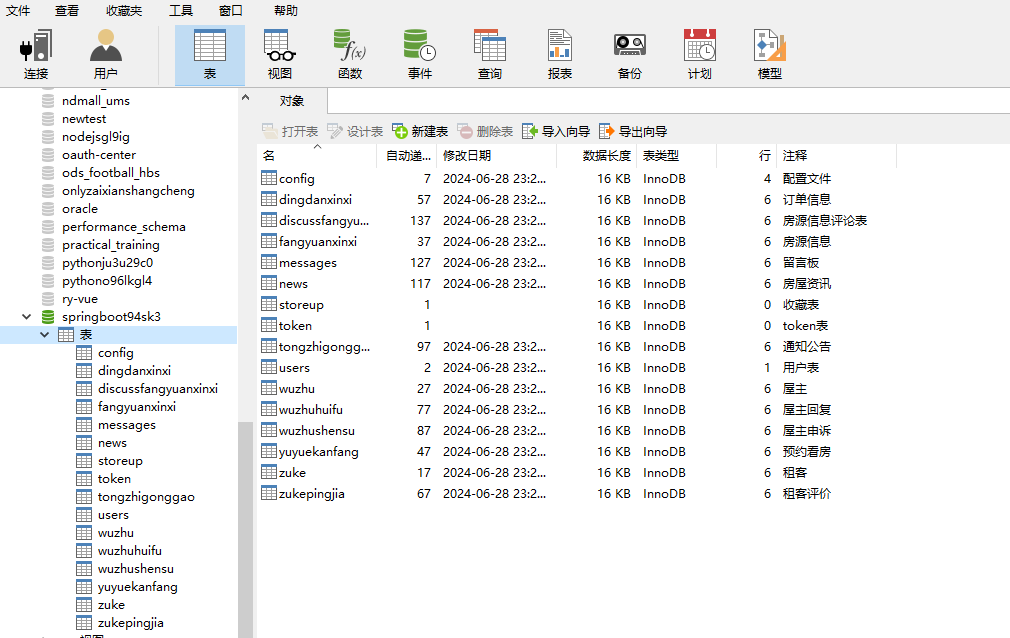 文件 查看 收藏夹 工具 窗口 帮助
连接 用户 表 视图 函数 事件 查询 报表 备份 计划 模型
ndmall_ums
newtest
nodejsgl9ig
oauth-center
ods_football_hbs
onlyzaixianshangcheng
oracle
performance_schema
practical_training
pythonju3u29c0
pythono96lkgl4
ry-vue
springboot94sk3
表
config
dingdanxinxi
discussfangyuanxinxi
fangyuanxinxi
messages
news
storeup
token
tongzhigonggao
users
wuzhu
wuzhuhuifu
wuzhushensu
yuyuekanfang
zuke
zukepingjia
对象
打开表 设计表 新建表 删除表 导入向导 导出向导
名 自动递... 修改日期 数据长度 表类型 行 注释
config 7 2024-06-28 23:2... 16 KB InnoDB 4 配置文件
dingdanxinxi 57 2024-06-28 23:2... 16 KB InnoDB 6 订单信息
discussfangyu... 137 2024-06-28 23:2... 16 KB InnoDB 6 房源信息评论表
fangyuanxinxi 37 2024-06-28 23:2... 16 KB InnoDB 6 房源信息
messages 127 2024-06-28 23:2... 16 KB InnoDB 6 留言板
news 117 2024-06-28 23:2... 16 KB InnoDB 6 房屋资讯
storeup 1 16 KB InnoDB 0 收藏表
token 1 16 KB InnoDB 0 token表
tongzhigongg... 97 2024-06-28 23:2... 16 KB InnoDB 6 通知公告
users 2 2024-06-28 23:2... 16 KB InnoDB 1 用户表
wuzhu 27 2024-06-28 23:2... 16 KB InnoDB 6 屋主
wuzhuhuifu 77 2024-06-28 23:2... 16 KB InnoDB 6 屋主回复
wuzhushensu 87 2024-06-28 23:2... 16 KB InnoDB 6 屋主申诉
yuyuekanfang 47 2024-06-28 23:2... 16 KB InnoDB 6 预约看房
zuke 17 2024-06-28 23:2... 16 KB InnoDB 6 租客
zukepingjia 67 2024-06-28 23:2... 16 KB InnoDB 6 租客评价